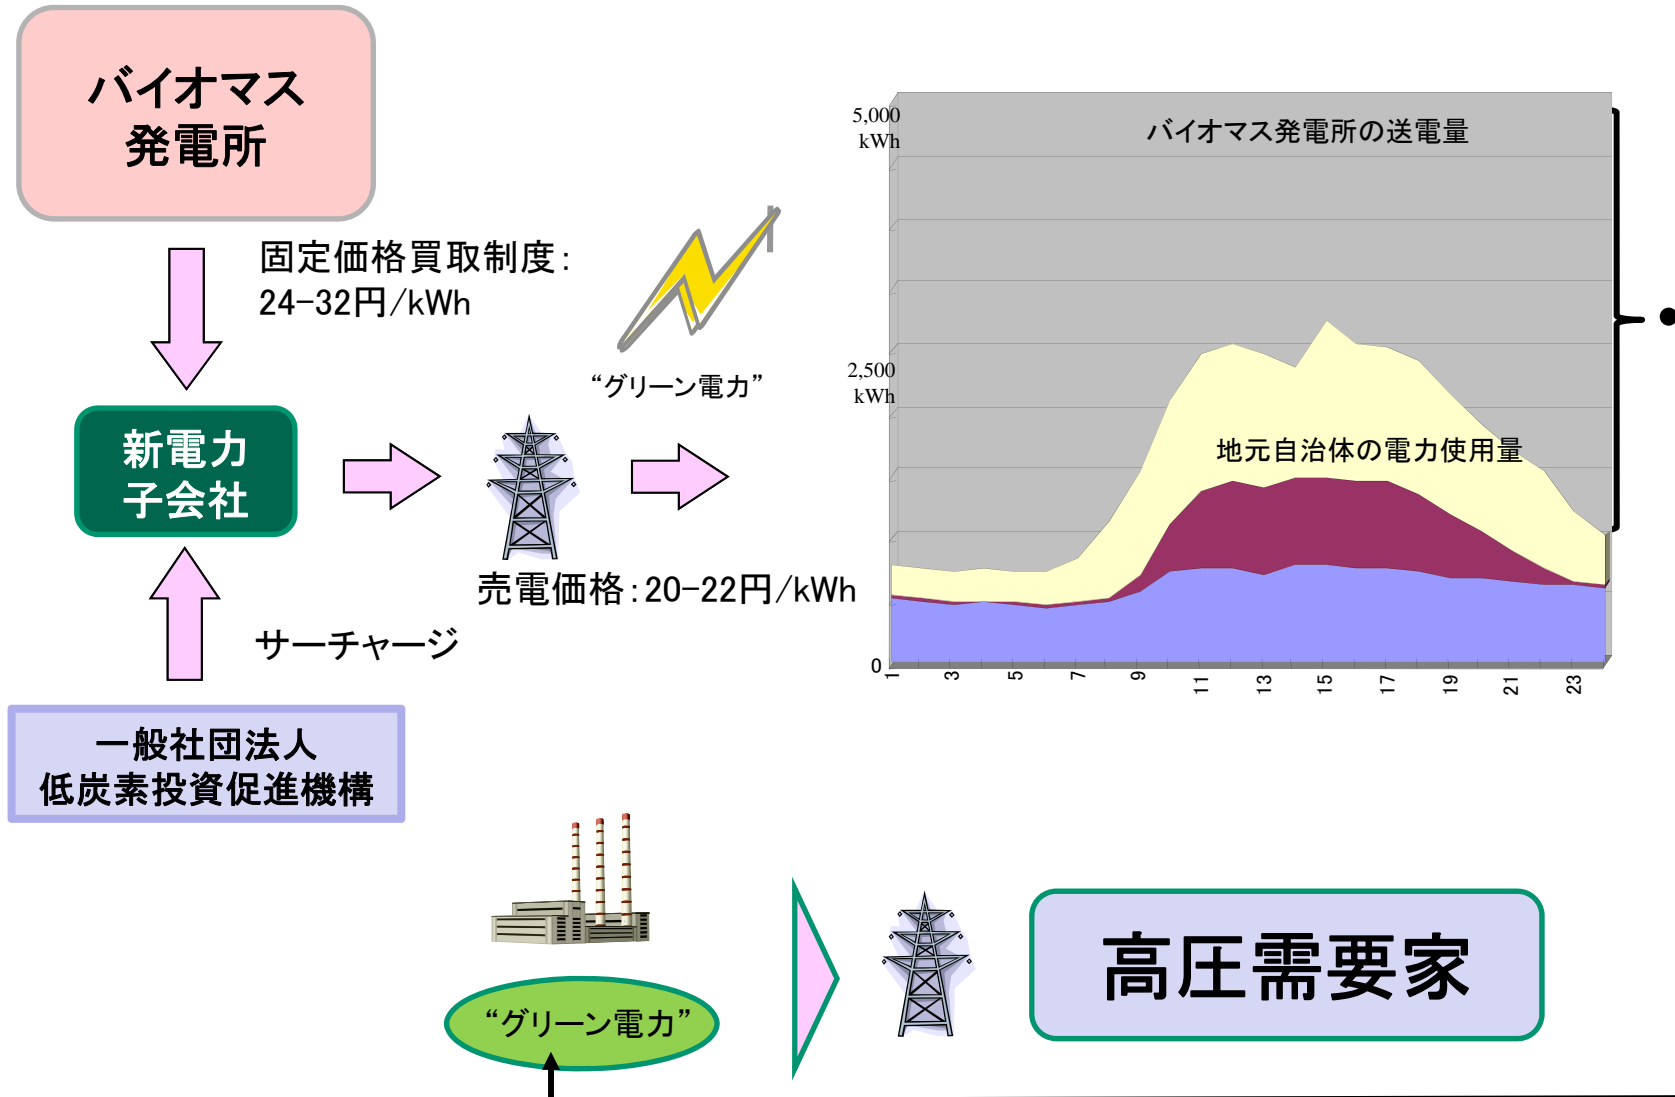 バイオマス
発電所
固定価格買取制度：
24−32円/kWh
“グリーン電力”
新電力
子会社
売電価格：20−22円/kWh
サーチャージ
一般社団法人
低炭素投資促進機構
5,000
kWh
バイオマス発電所の送電量
2,500
kWh
地元自治体の電力使用量
0
1
3
5
7
9
11
13
15
17
19
21
23
“グリーン電力”
高圧需要家